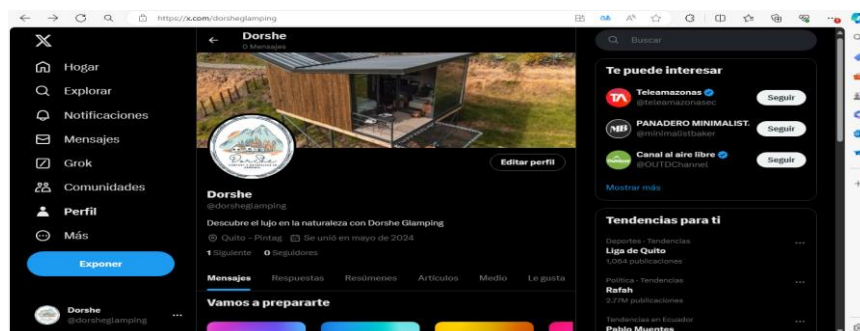 https://x.com/dorsheglamping
Dorshe
0 Mensajes
Hogar
Explorar
Notificaciones
Mensajes
Grok
Comunidades
Perfil
Más
Exponer
Dorshe
@dorsheglamping
Dorshe
Editar perfil
Dorshe
@dorsheglamping
Descubre el lujo en la naturaleza con Dorshe Glamping
Quito - Pintag Se unió en mayo de 2024
1 Siguiente 0 Seguidores
Mensajes Respuestas Resúmenes Artículos Medio Le gusta
Vamos a prepararte
Buscar
Te puede interesar
Teleamazonas
@teleamazonasec
Seguir
PANADERO MINIMALIST.
@minimalistbaker
Seguir
Canal al aire libre
@OUTDChannel
Seguir
Mostrar más
Tendencias para ti
Deportes - Tendencias
Liga de Quito
1,064 publicaciones
Política - Tendencias
Rafah
2.77M publicaciones
Tendencias en Ecuador
Pablo Muentes